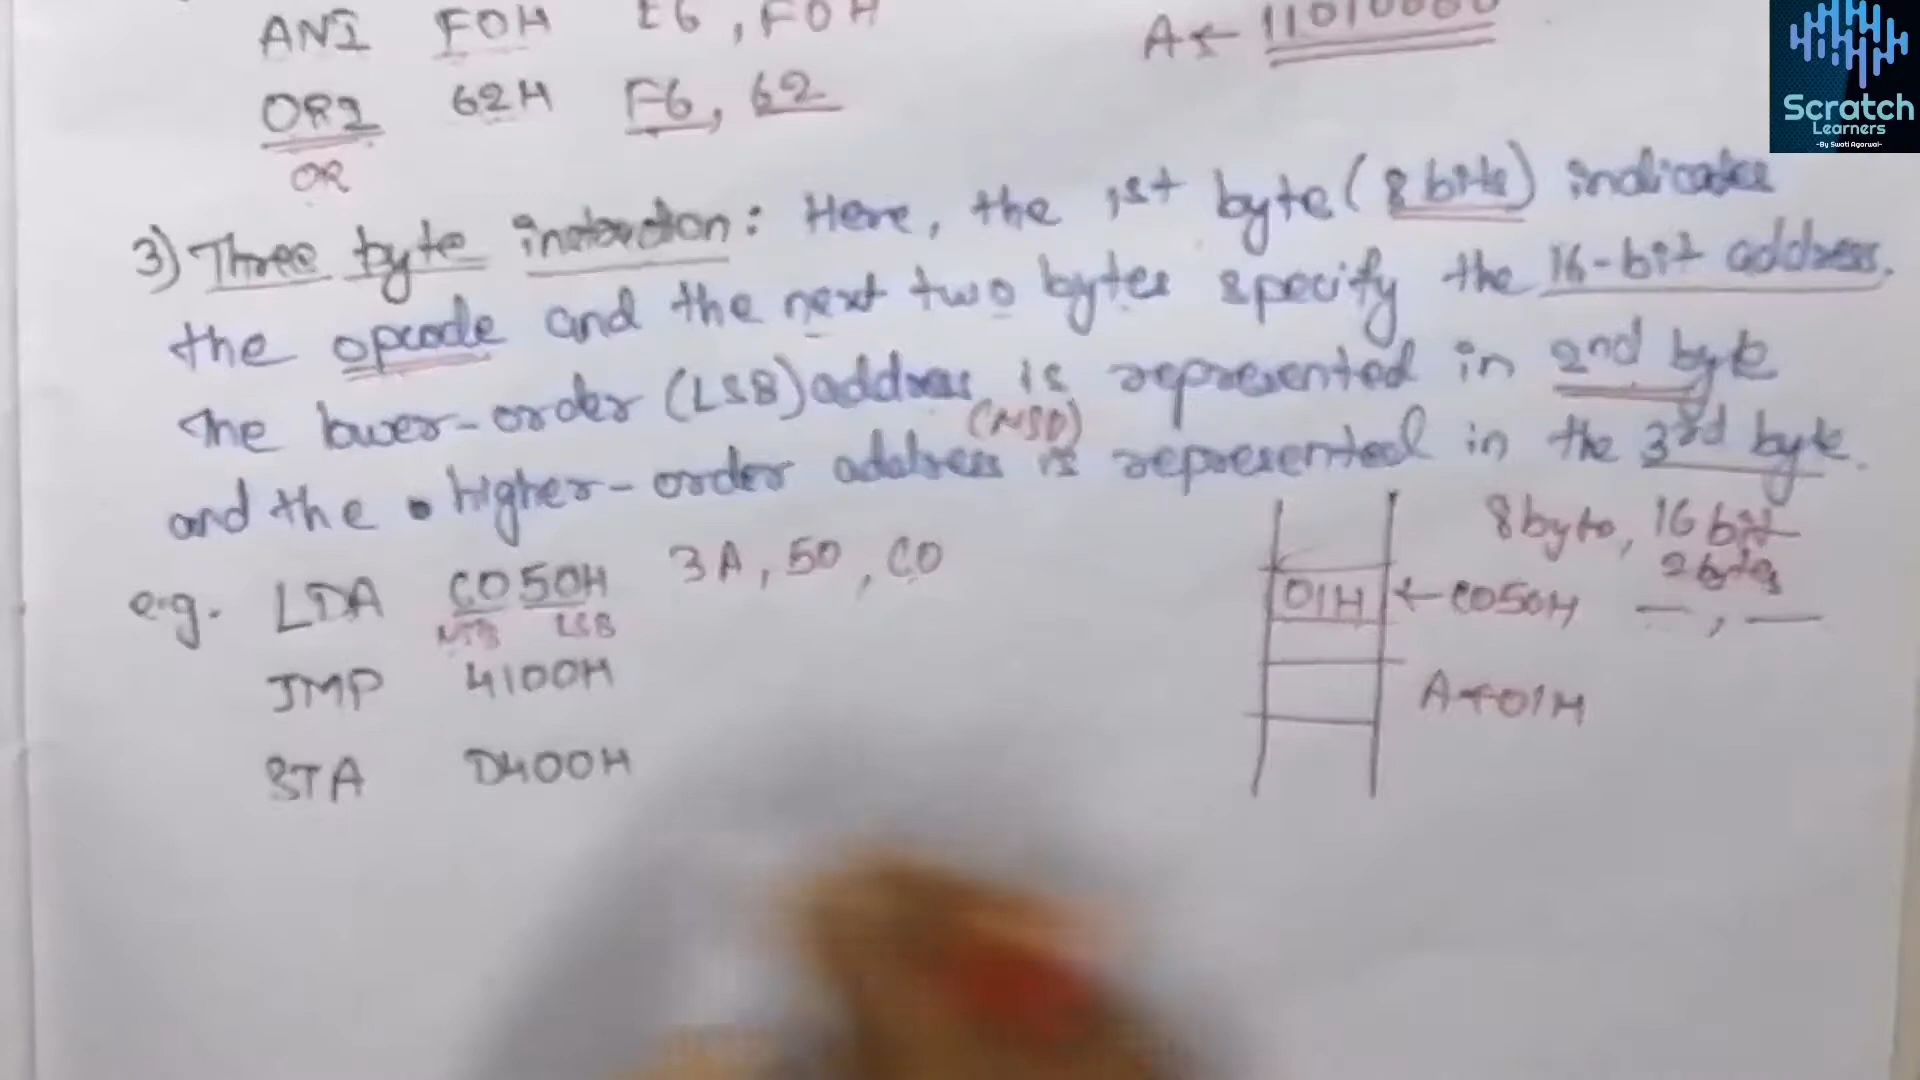 ANI F0H E6, F0H A ← 11010000
ORI 62H F6, 62
OR
3) Three byte instruction: Here, the 1st byte (8 bits) indicates
the opcode and the next two bytes specify the 16-bit address.
The lower-order (LSB) address is represented in 2nd byte
(MSB)
and the higher-order address is represented in the 3rd byte.
e.g. LDA C050H 3A, 50, C0
MSB LSB
JMP 4100H
STA D400H
8 byte, 16 bit
2 bytes
01H ← C050H
A ← 01H
Scratch
Learners
-By Swati Agarwal-